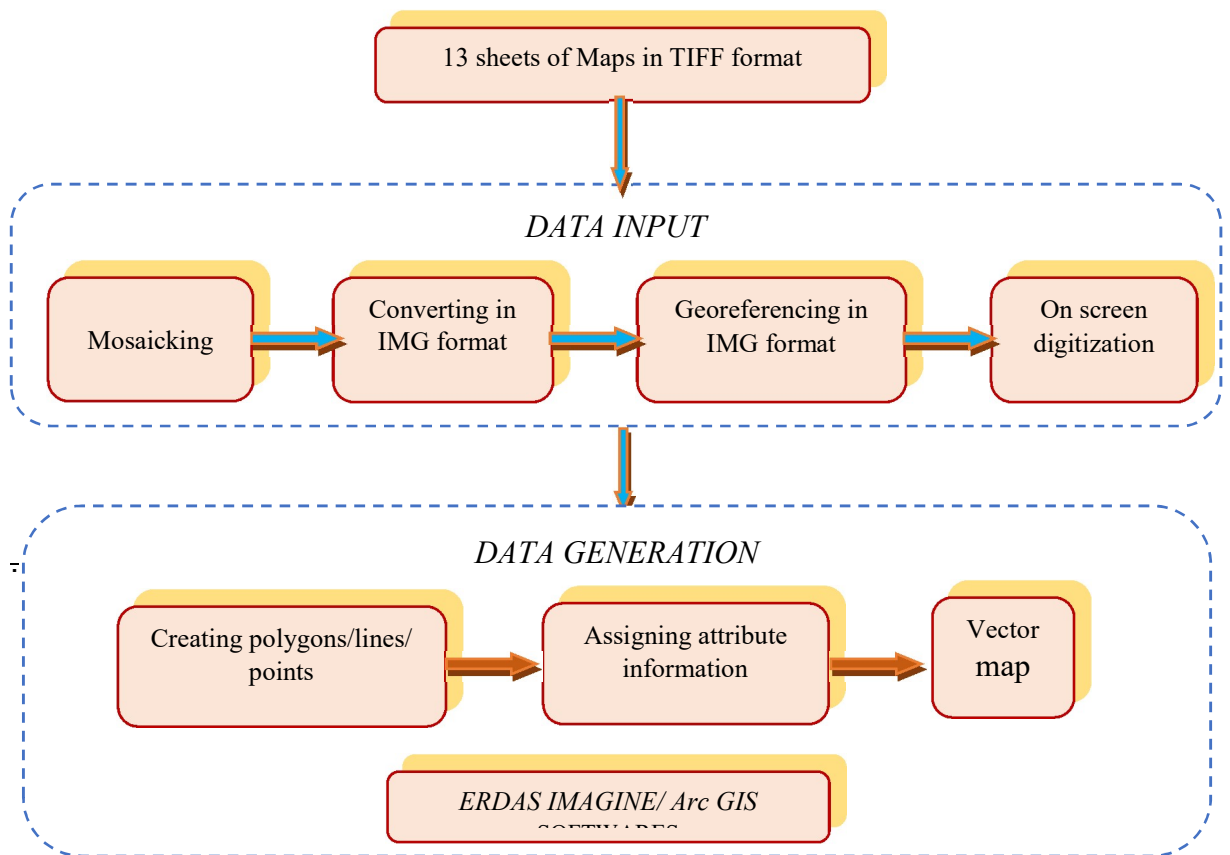 13 sheets of Maps in TIFF format
DATA INPUT
Mosaicking
Converting in
IMG format
Georeferencing in
IMG format
On screen
digitization
DATA GENERATION
Creating polygons/lines/
points
Assigning attribute
information
Vector
map
ERDAS IMAGINE/ Arc GIS
SOFTWARES